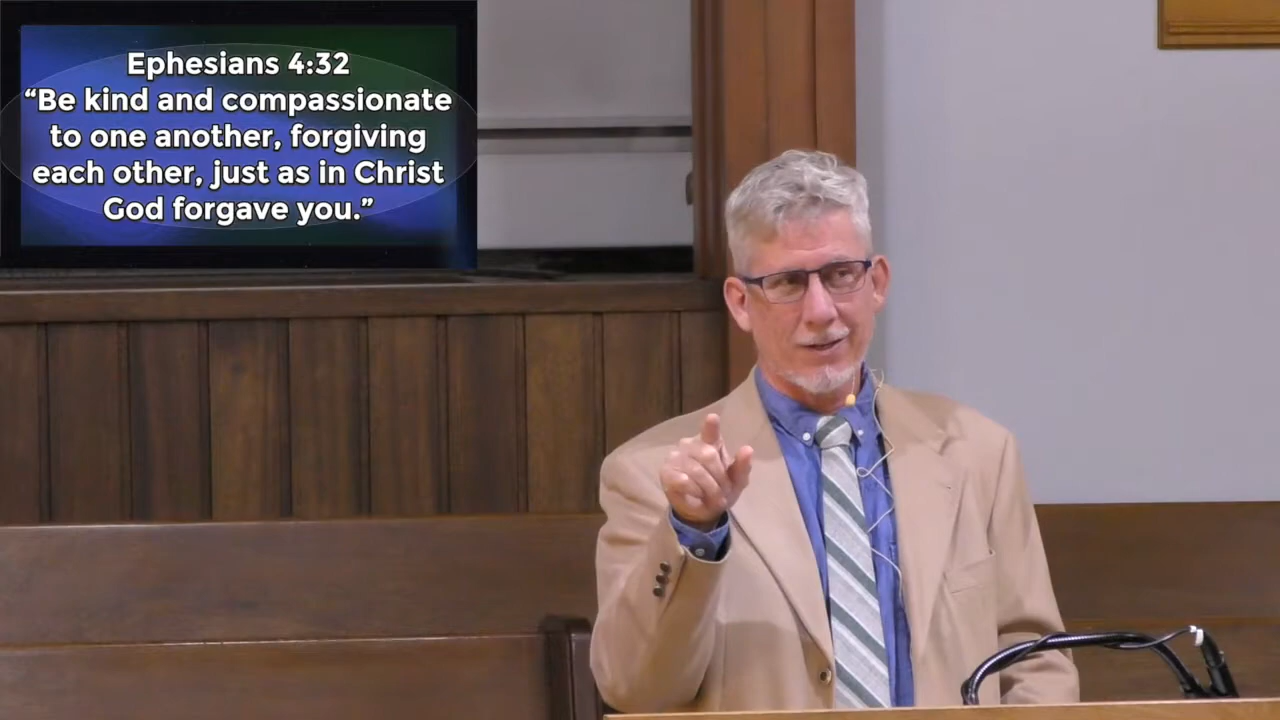 Ephesians 4:32
“Be kind and compassionate
to one another, forgiving
each other, just as in Christ
God forgave you.”